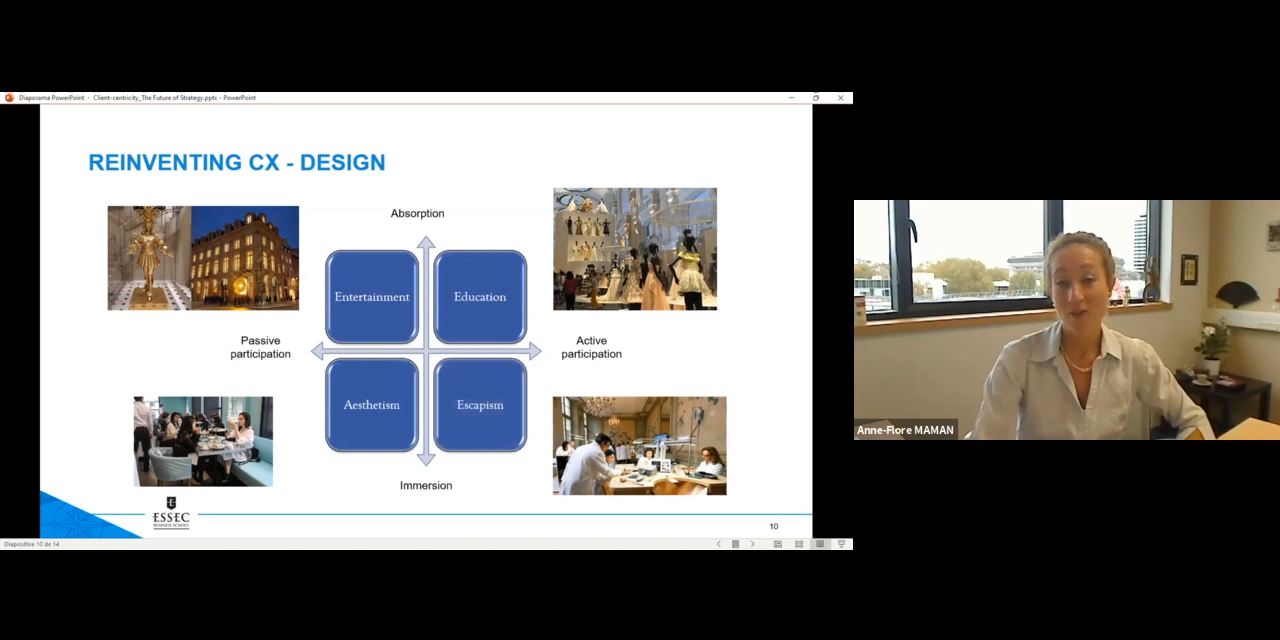 Diaporama PowerPoint - Client-centricity_The Future of Strategy.pptx - PowerPoint
REINVENTING CX - DESIGN
Absorption
Entertainment
Education
Passive
participation
Active
participation
Aesthetism
Escapism
Immersion
Anne-Flore MAMAN
ESSEC
BUSINESS SCHOOL
10
Diapositive 10 de 14